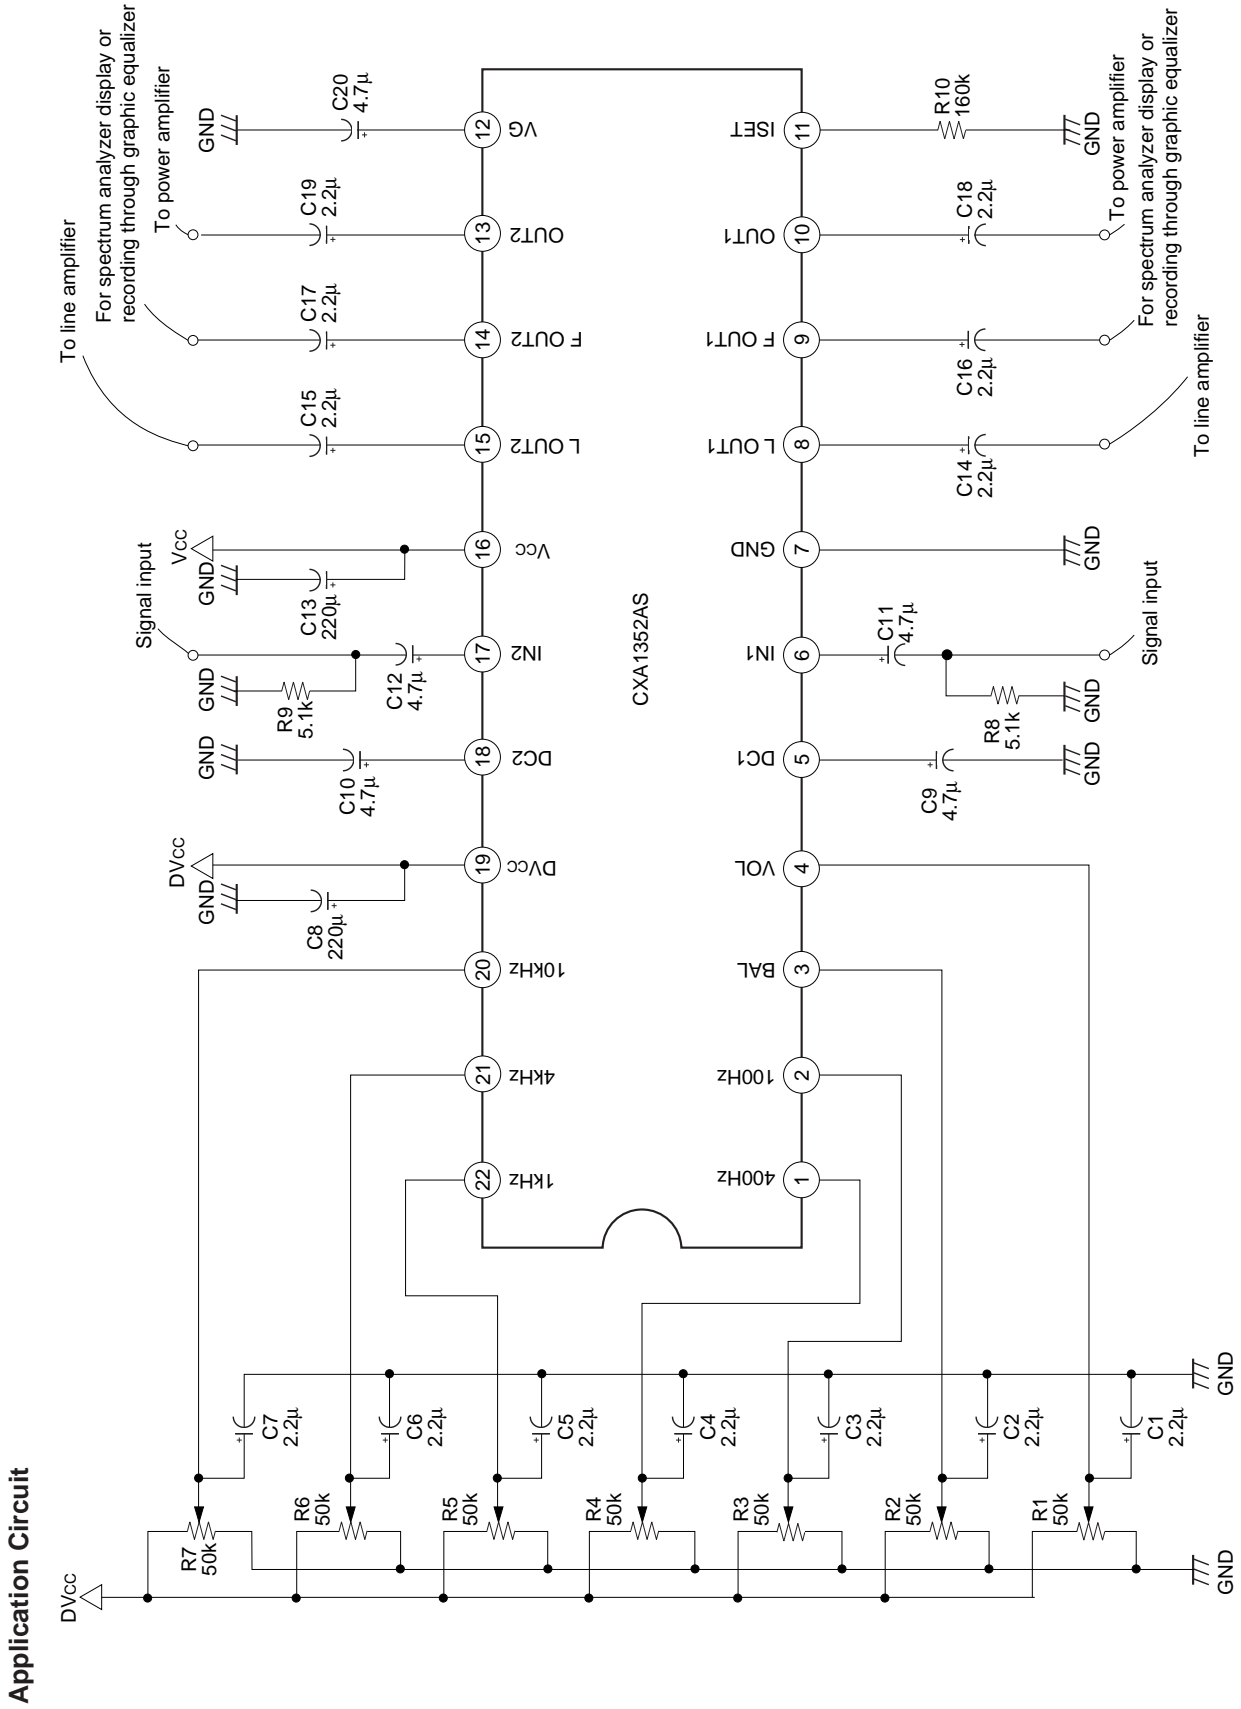 Application Circuit
DVcc
R7
50k
R6
50k
R5
50k
R4
50k
R3
50k
R2
50k
R1
50k
GND
C7
2.2μ
C6
2.2μ
C5
2.2μ
C4
2.2μ
C3
2.2μ
C2
2.2μ
C1
2.2μ
GND
DVcc
GND
C8
220μ
GND
C10
4.7μ
Signal input
GND
R9
5.1k
C12
4.7μ
Vcc
GND
C13
220μ
To line amplifier
C15
2.2μ
For spectrum analyzer display or
recording through graphic equalizer
C17
2.2μ
To power amplifier
C19
2.2μ
GND
C20
4.7μ
22
21
20
19
18
17
16
15
14
13
12
1kHz
4kHz
10kHz
DVcc
DC2
IN2
Vcc
L OUT2
F OUT2
OUT2
VG
CXA1352AS
400Hz
100Hz
BAL
VOL
DC1
IN1
GND
L OUT1
F OUT1
OUT1
ISET
1
2
3
4
5
6
7
8
9
10
11
C9
4.7μ
GND
C11
4.7μ
R8
5.1k
GND
Signal input
GND
C14
2.2μ
To line amplifier
C16
2.2μ
For spectrum analyzer display or
recording through graphic equalizer
C18
2.2μ
To power amplifier
R10
160k
GND